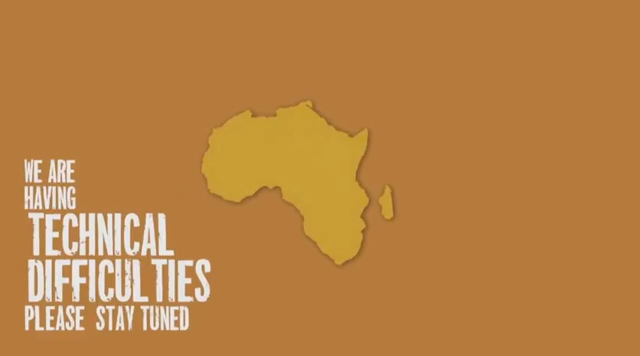 WE ARE
HAVING
TECHNICAL
DIFFICULTIES
PLEASE STAY TUNED